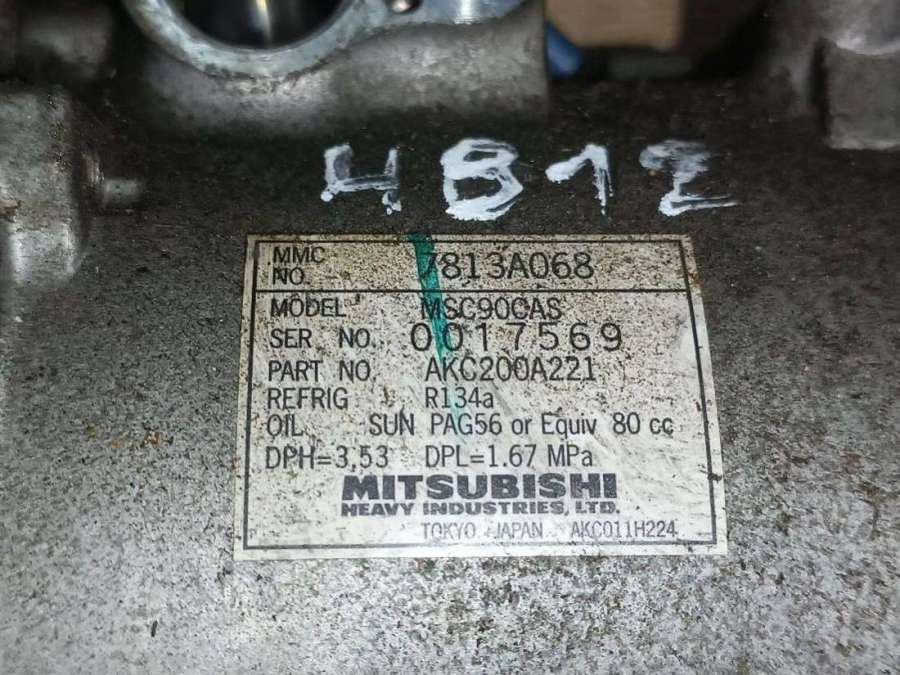 4B12
MMC
NO. 7813A068
MODEL MSC90CAS
SER NO. 0017569
PART NO. AKC200A221
REFRIG R134a
OIL SUN PAG56 or Equiv 80 cc
DPH=3,53 DPL=1.67 MPa
MITSUBISHI
HEAVY INDUSTRIES, LTD.
TOKYO JAPAN AKC011H224